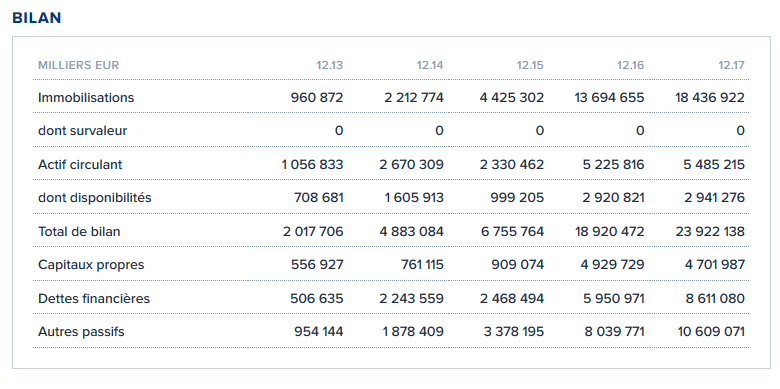 BILAN
MILLIERS EUR 12.13 12.14 12.15 12.16 12.17
Immobilisations 960 872 2 212 774 4 425 302 13 694 655 18 436 922
dont survaleur 0 0 0 0 0
Actif circulant 1 056 833 2 670 309 2 330 462 5 225 816 5 485 215
dont disponibilités 708 681 1 605 913 999 205 2 920 821 2 941 276
Total de bilan 2 017 706 4 883 084 6 755 764 18 920 472 23 922 138
Capitaux propres 556 927 761 115 909 074 4 929 729 4 701 987
Dettes financières 506 635 2 243 559 2 468 494 5 950 971 8 611 080
Autres passifs 954 144 1 878 409 3 378 195 8 039 771 10 609 071